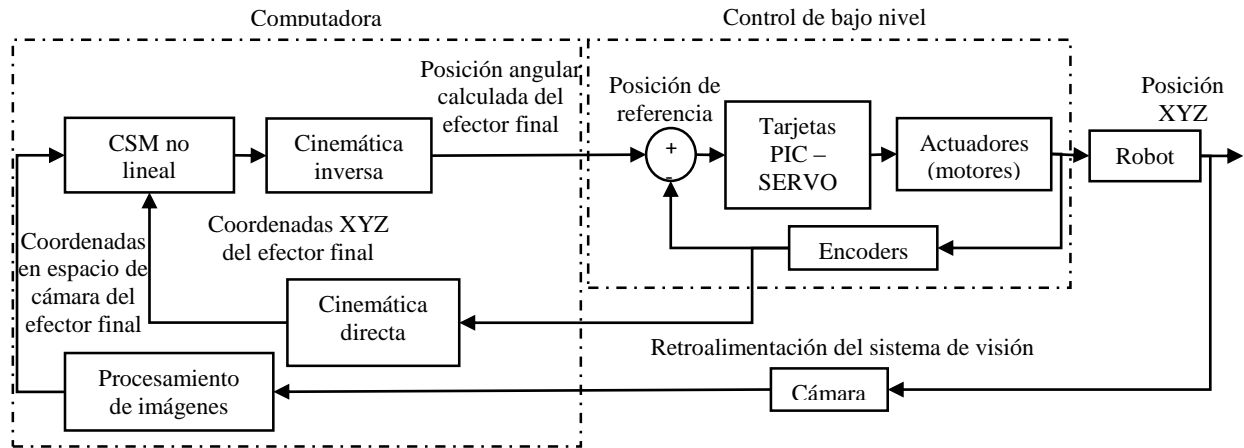 Computadora
Control de bajo nivel
Posición angular
calculada del
efector final
Posición de
referencia
Posición
XYZ
CSM no
lineal
Cinemática
inversa
+
-
Tarjetas
PIC –
SERVO
Actuadores
(motores)
Robot
Coordenadas XYZ
del efector final
Encoders
Coordenadas
en espacio de
cámara del
efector final
Cinemática
directa
Retroalimentación del sistema de visión
Procesamiento
de imágenes
Cámara